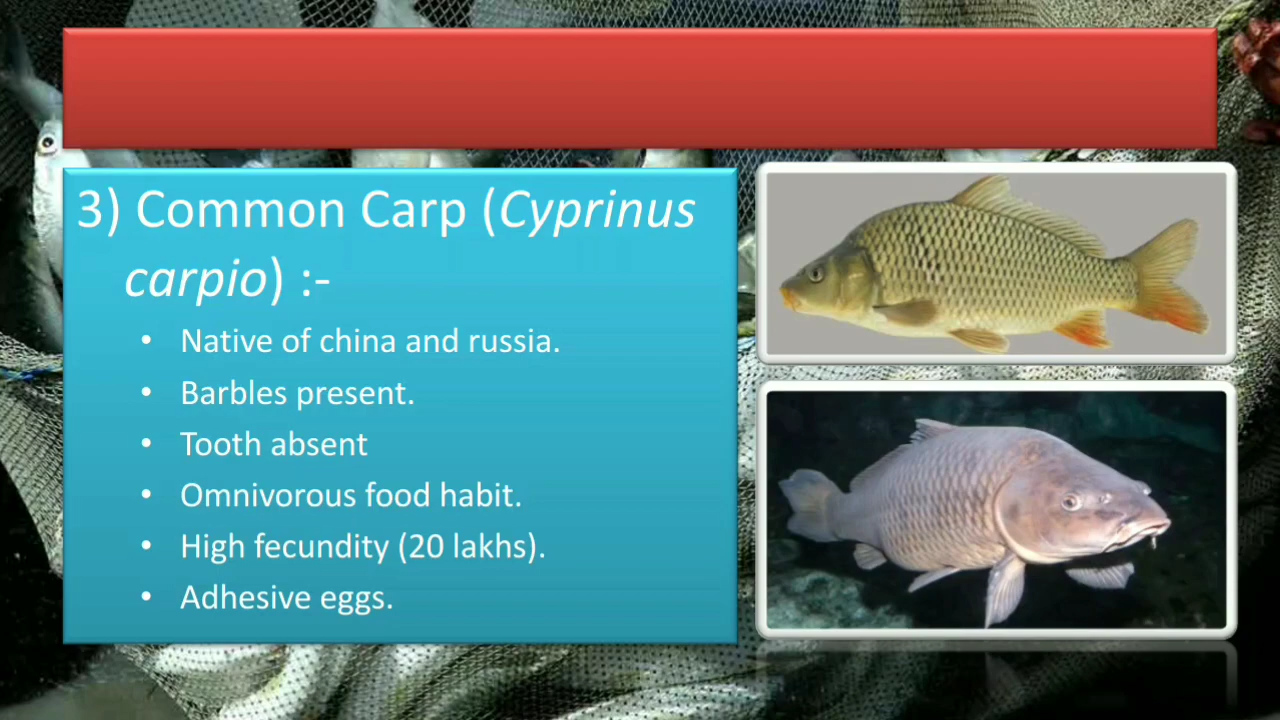 3) Common Carp (Cyprinus
carpio) :-
• Native of china and russia.
• Barbles present.
• Tooth absent
• Omnivorous food habit.
• High fecundity (20 lakhs).
• Adhesive eggs.